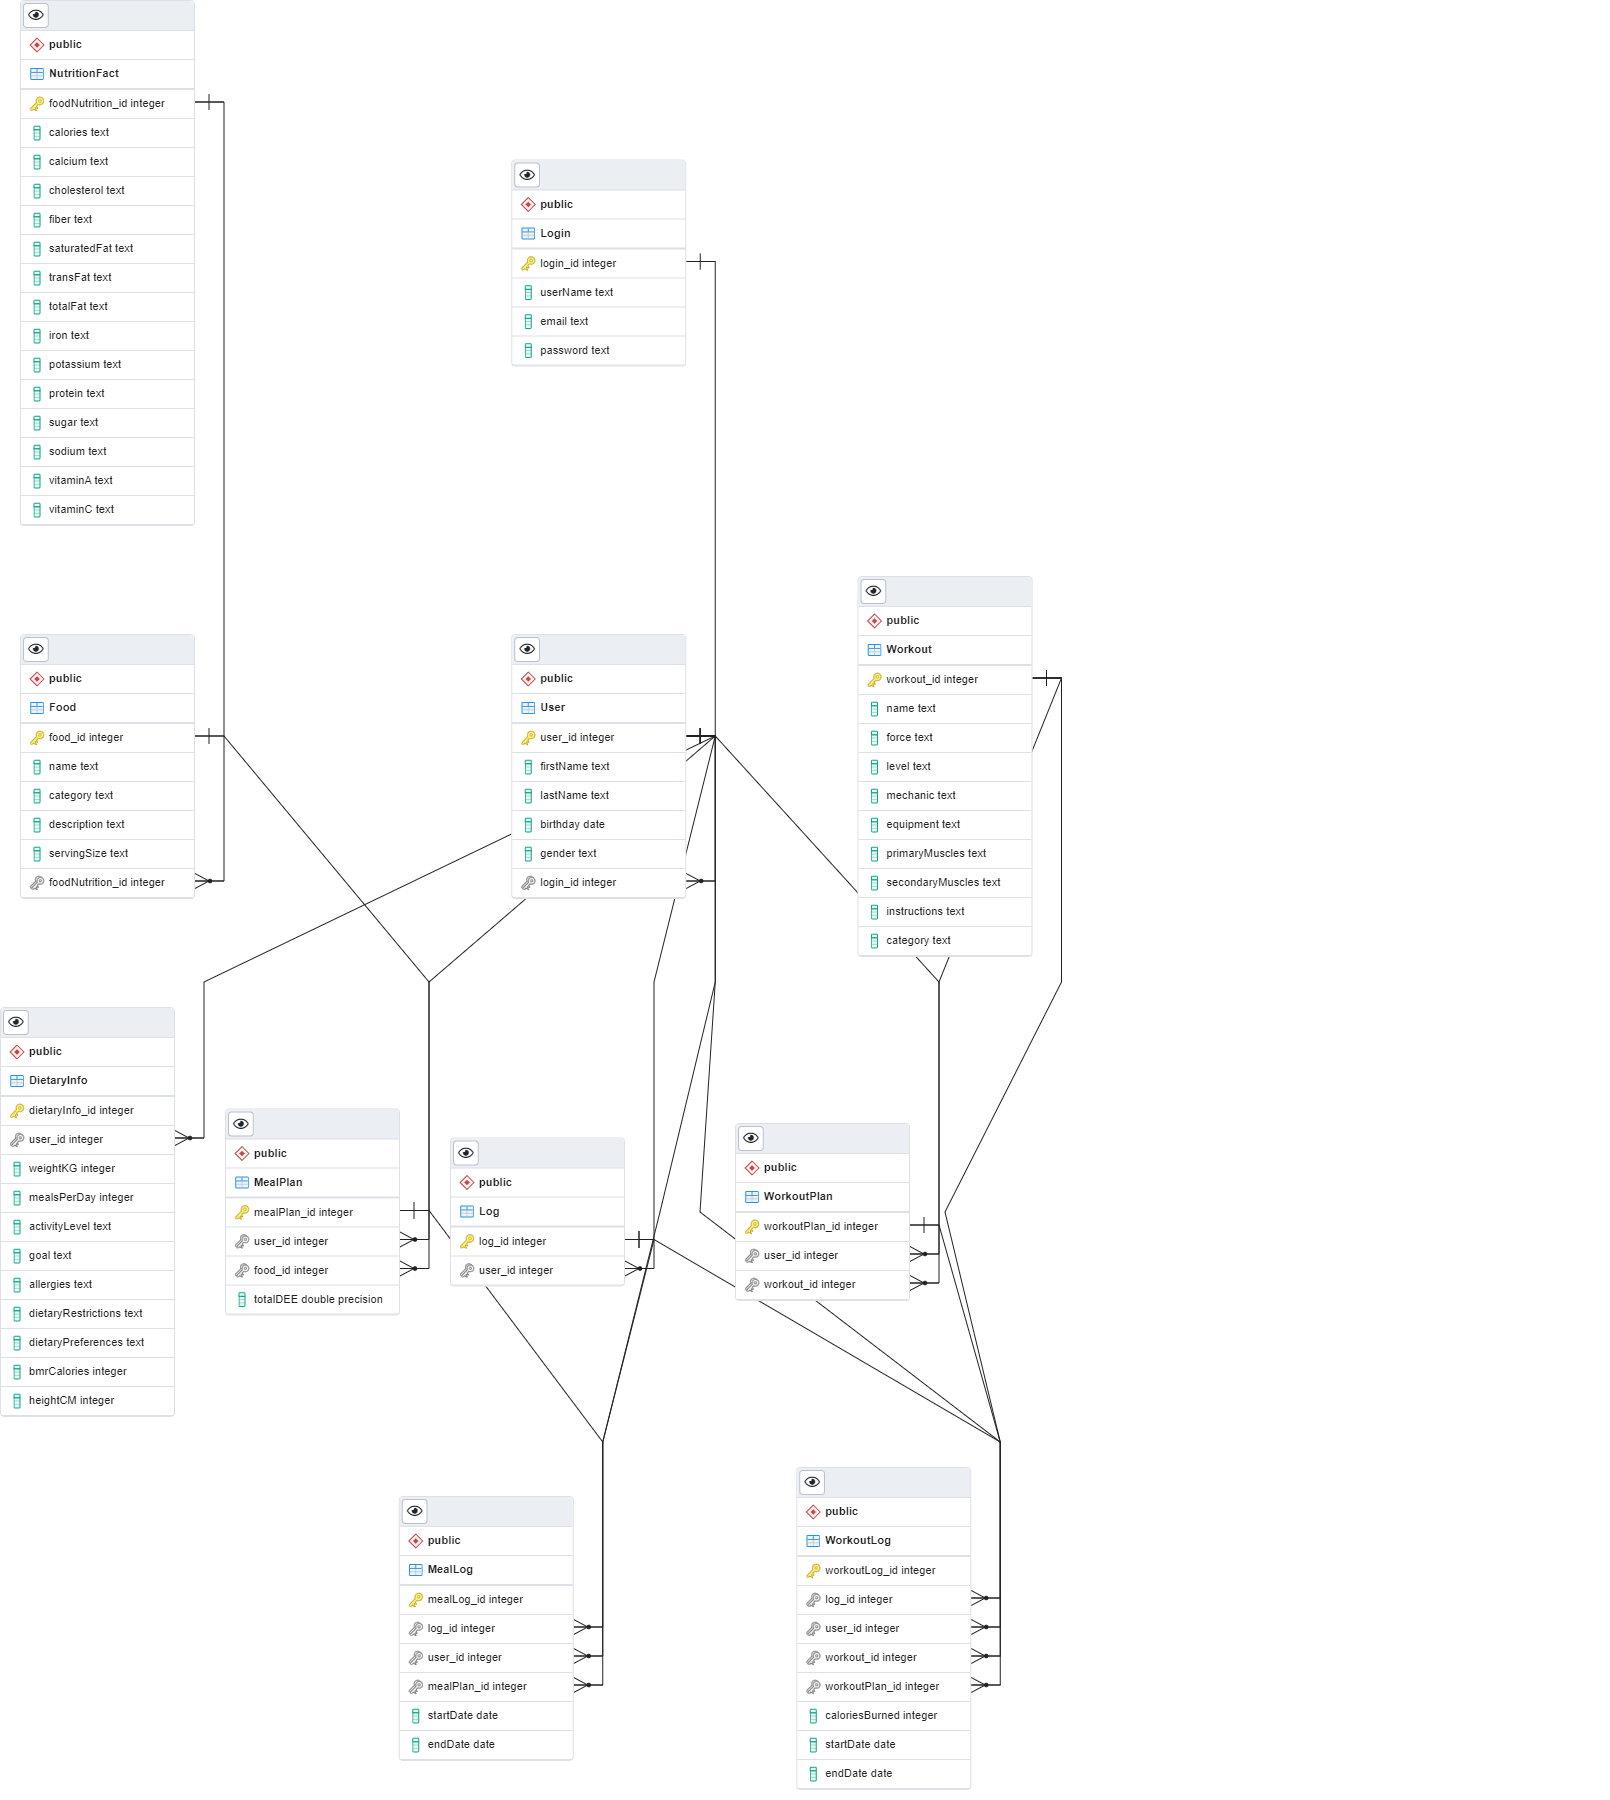 public
NutritionFact
foodNutrition_id integer
calories text
calcium text
cholesterol text
fiber text
saturatedFat text
transFat text
totalFat text
iron text
potassium text
protein text
sugar text
sodium text
vitaminA text
vitaminC text
public
Login
login_id integer
userName text
email text
password text
public
Food
food_id integer
name text
category text
description text
servingSize text
foodNutrition_id integer
public
User
user_id integer
firstName text
lastName text
birthday date
gender text
login_id integer
public
Workout
workout_id integer
name text
force text
level text
mechanic text
equipment text
primaryMuscles text
secondaryMuscles text
instructions text
category text
public
DietaryInfo
dietaryInfo_id integer
user_id integer
weightKG integer
mealsPerDay integer
activityLevel text
goal text
allergies text
dietaryRestrictions text
dietaryPreferences text
bmrCalories integer
heightCM integer
public
MealPlan
mealPlan_id integer
user_id integer
food_id integer
totalDEE double precision
public
Log
log_id integer
user_id integer
public
WorkoutPlan
workoutPlan_id integer
user_id integer
workout_id integer
public
MealLog
mealLog_id integer
log_id integer
user_id integer
mealPlan_id integer
startDate date
endDate date
public
WorkoutLog
workoutLog_id integer
log_id integer
user_id integer
workout_id integer
workoutPlan_id integer
caloriesBurned integer
startDate date
endDate date